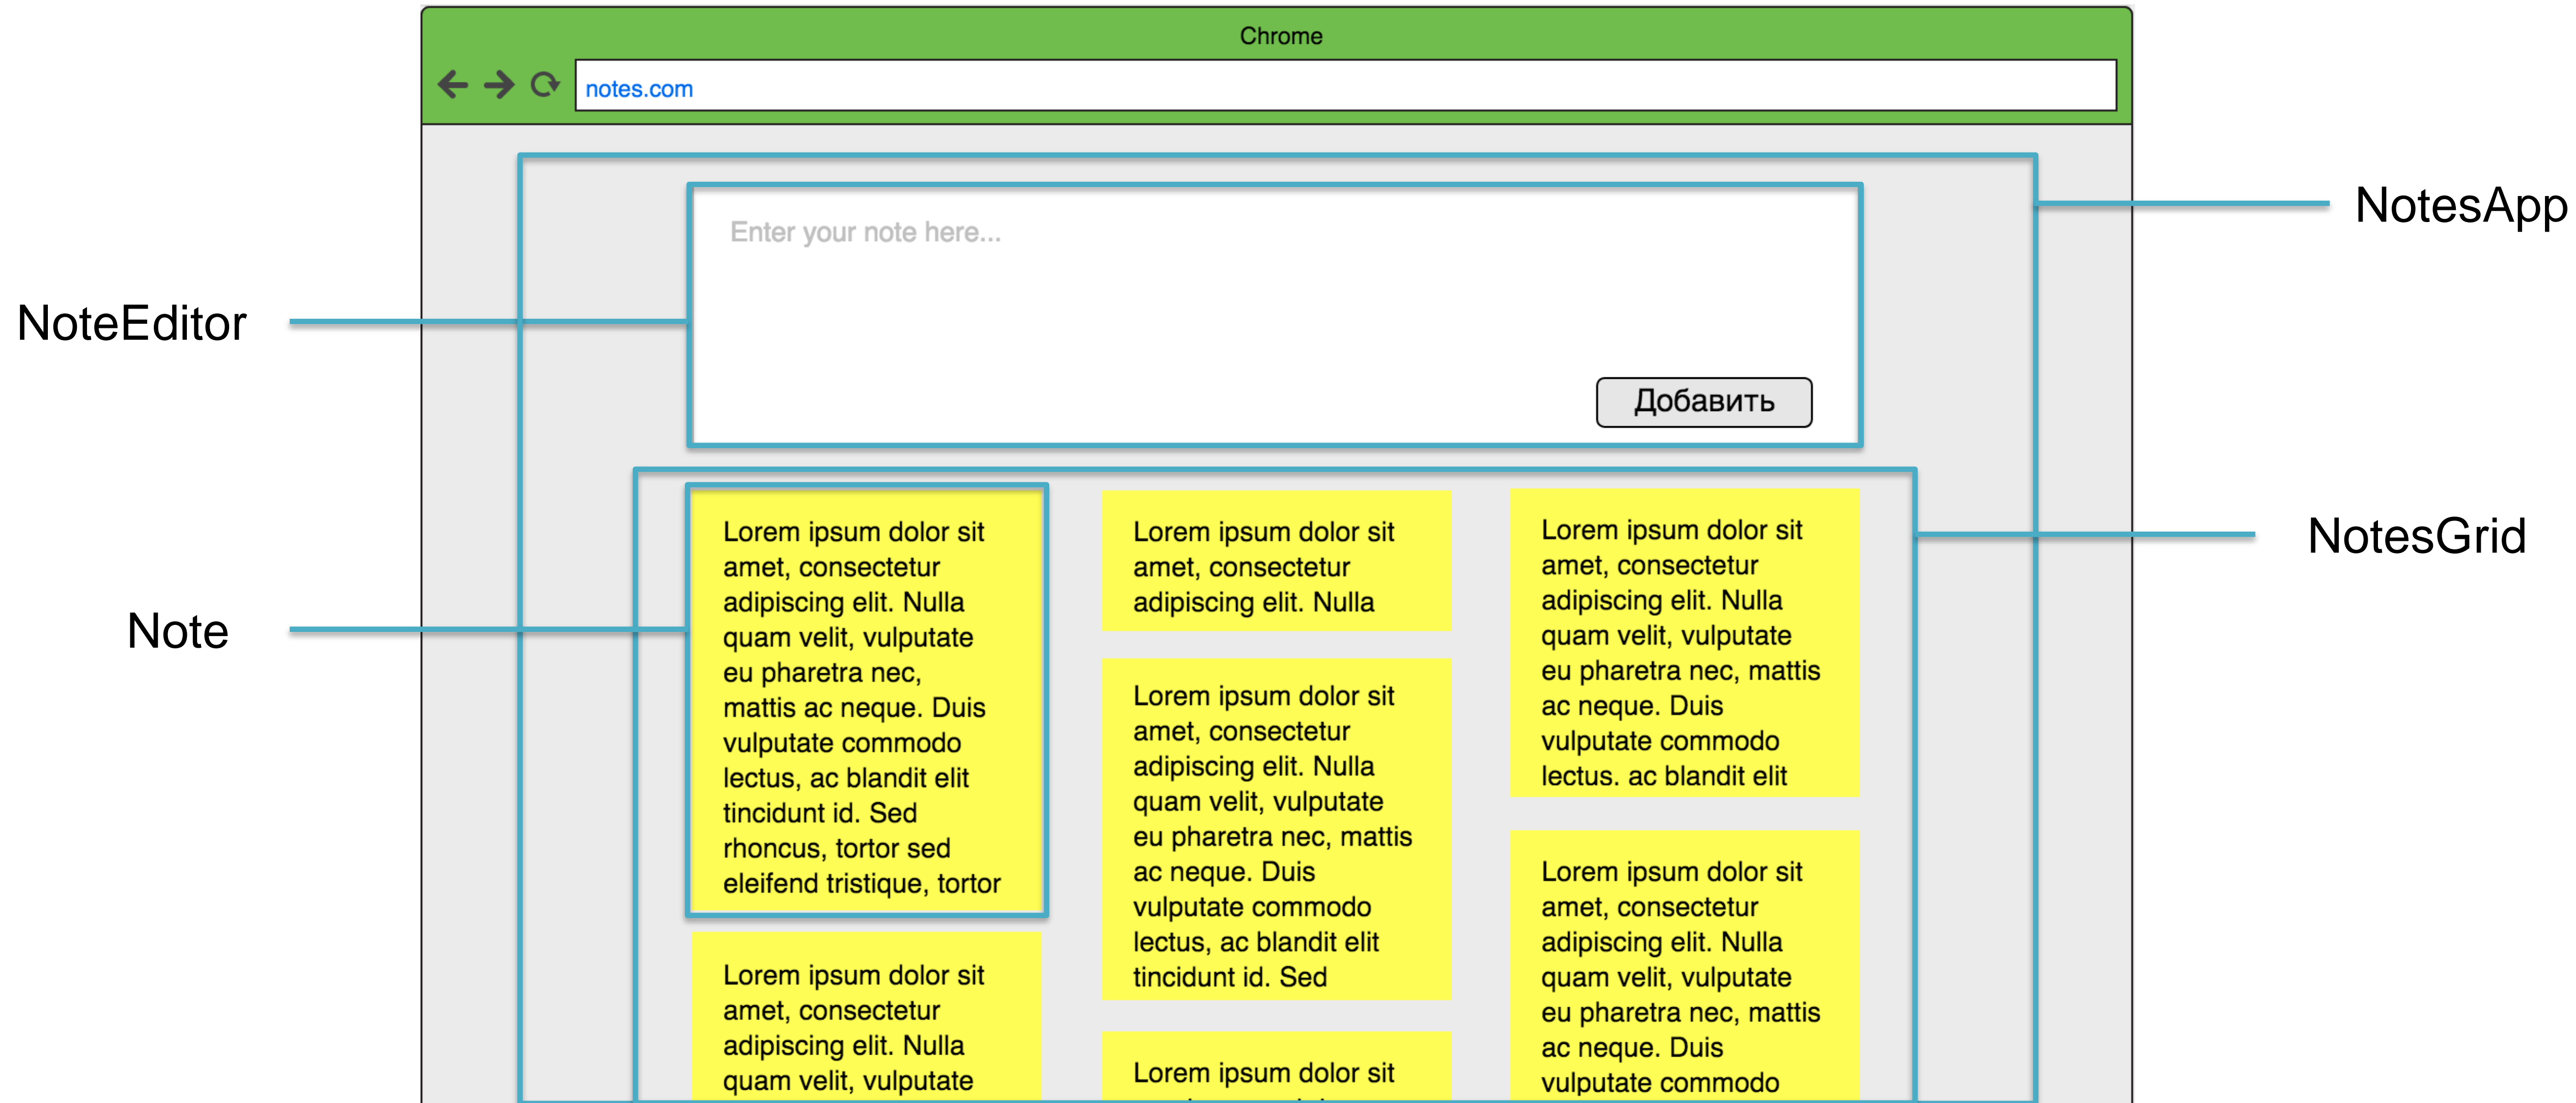 Chrome
notes.com
NotesApp
Enter your note here...
NoteEditor
Добавить
NotesGrid
Note
Lorem ipsum dolor sit
amet, consectetur
adipiscing elit. Nulla
quam velit, vulputate
eu pharetra nec,
mattis ac neque. Duis
vulputate commodo
lectus, ac blandit elit
tincidunt id. Sed
rhoncus, tortor sed
eleifend tristique, tortor
Lorem ipsum dolor sit
amet, consectetur
adipiscing elit. Nulla
quam velit, vulputate
Lorem ipsum dolor sit
amet, consectetur
adipiscing elit. Nulla
Lorem ipsum dolor sit
amet, consectetur
adipiscing elit. Nulla
quam velit, vulputate
eu pharetra nec, mattis
ac neque. Duis
vulputate commodo
lectus, ac blandit elit
tincidunt id. Sed
Lorem ipsum dolor sit
Lorem ipsum dolor sit
amet, consectetur
adipiscing elit. Nulla
quam velit, vulputate
eu pharetra nec, mattis
ac neque. Duis
vulputate commodo
lectus. ac blandit elit
Lorem ipsum dolor sit
amet, consectetur
adipiscing elit. Nulla
quam velit, vulputate
eu pharetra nec, mattis
ac neque. Duis
vulputate commodo